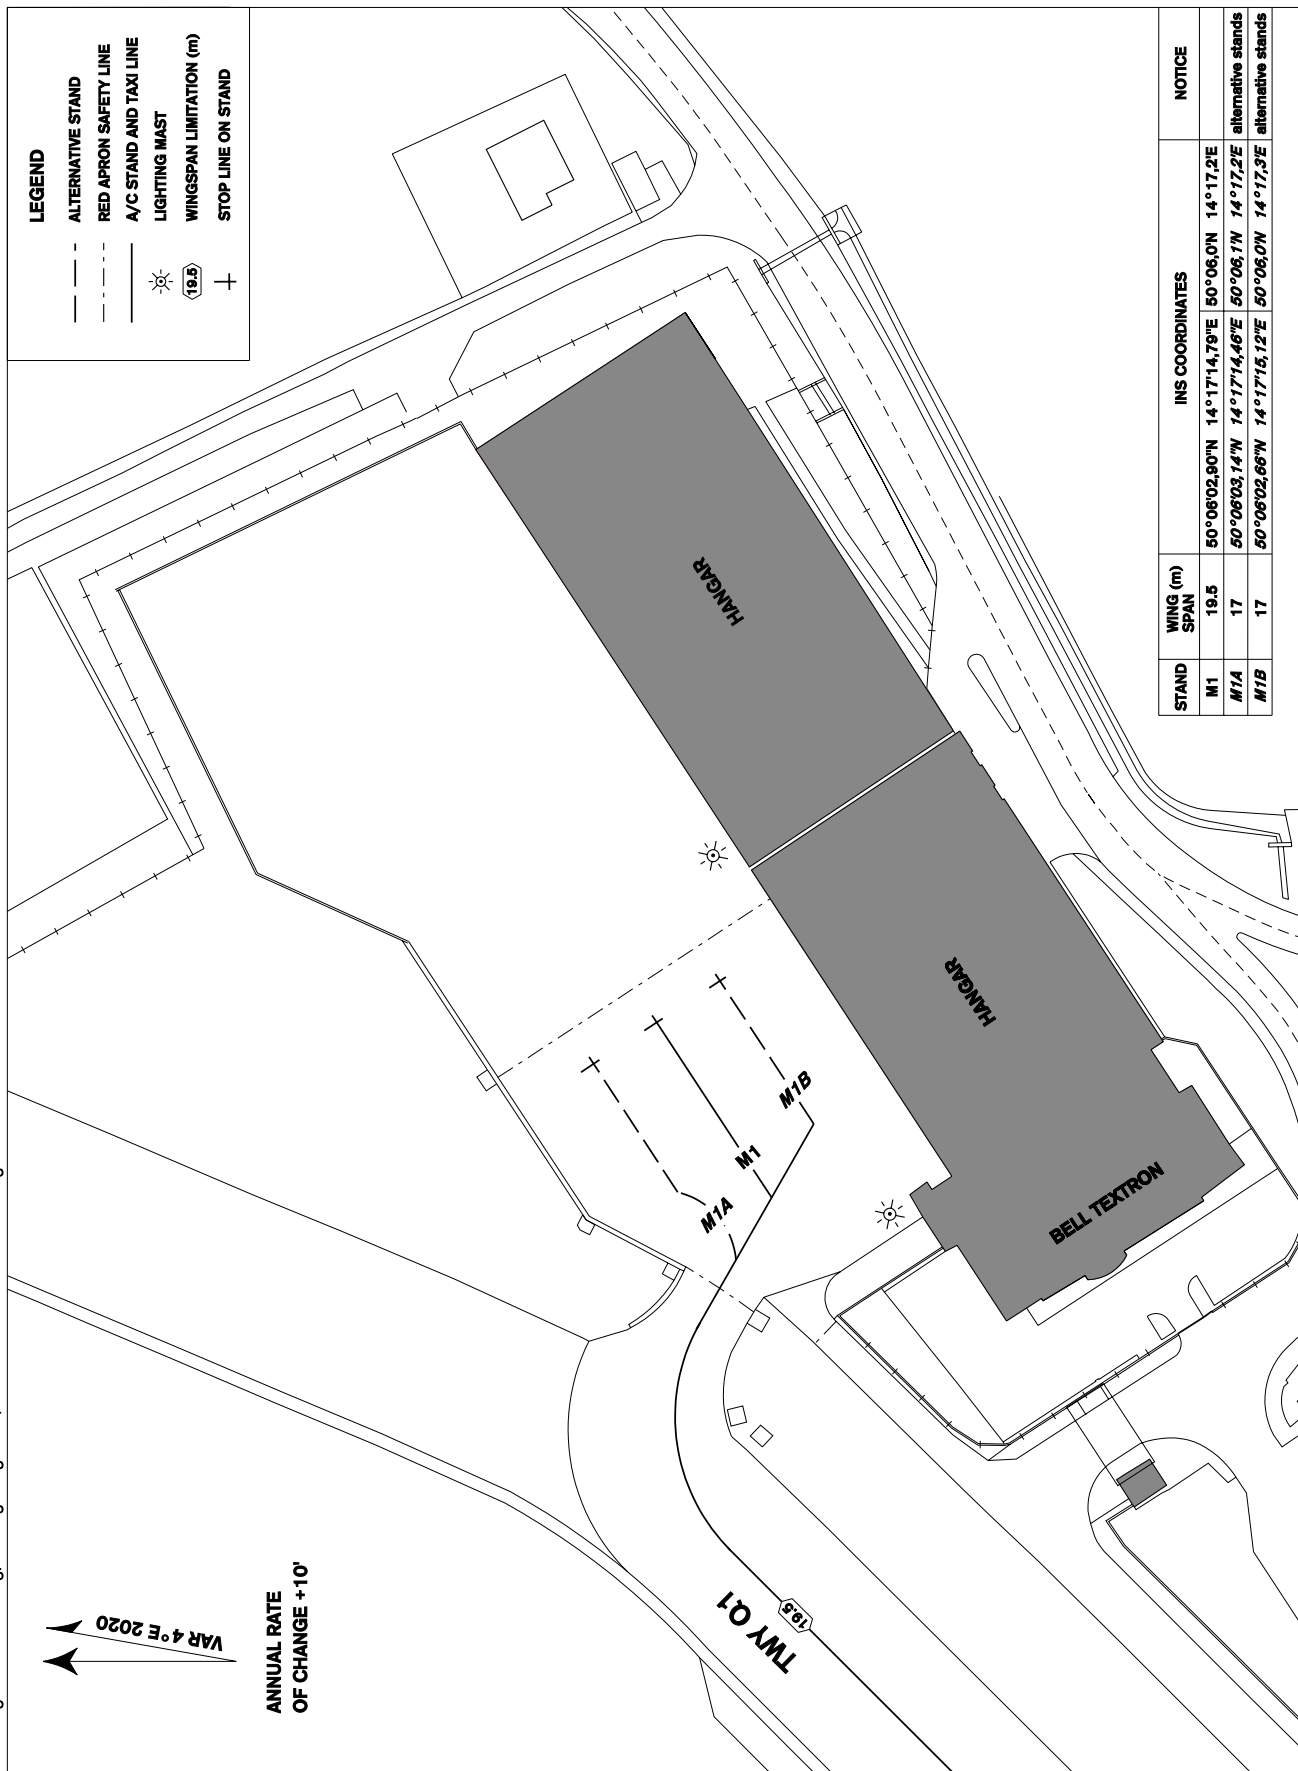 LEGEND
ALTERNATIVE STAND
RED APRON SAFETY LINE
A/C STAND AND TAXI LINE
LIGHTING MAST
19.5 WINGSPAN LIMITATION (m)
STOP LINE ON STAND
VAR 4°E 2020
ANNUAL RATE
OF CHANGE +10'
TWY Q1
19.5
M1A
M1
M1B
HANGAR
HANGAR
BELL TEXTRON
STAND WING (m) SPAN INS COORDINATES NOTICE
M1 19.5 50°06'02,90"N 14°17'14,79"E 50°06,0'N 14°17,2'E
M1A 17 50°06'03,14"N 14°17'14,46"E 50°06,1'N 14°17,2'E alternative stands
M1B 17 50°06'02,66"N 14°17'15,12"E 50°06,0'N 14°17,3'E alternative stands